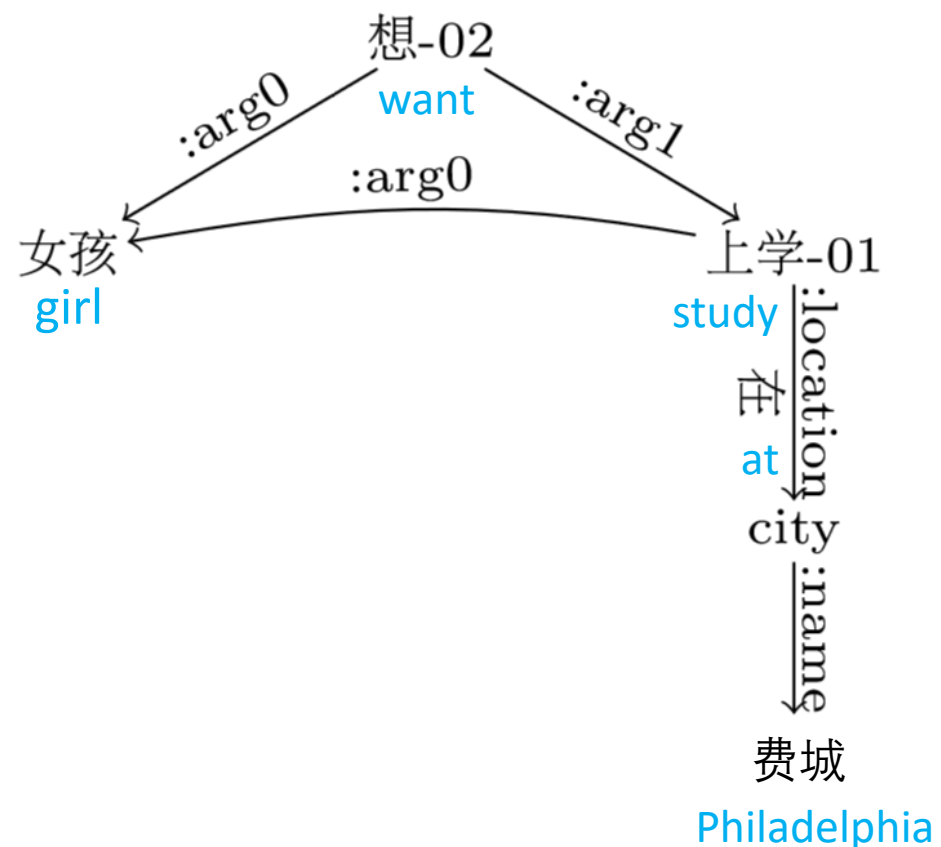 想-02
want
:arg0
:arg1
:arg0
女孩
girl
上学-01
study
:location
在
at
city
:name
费城
Philadelphia